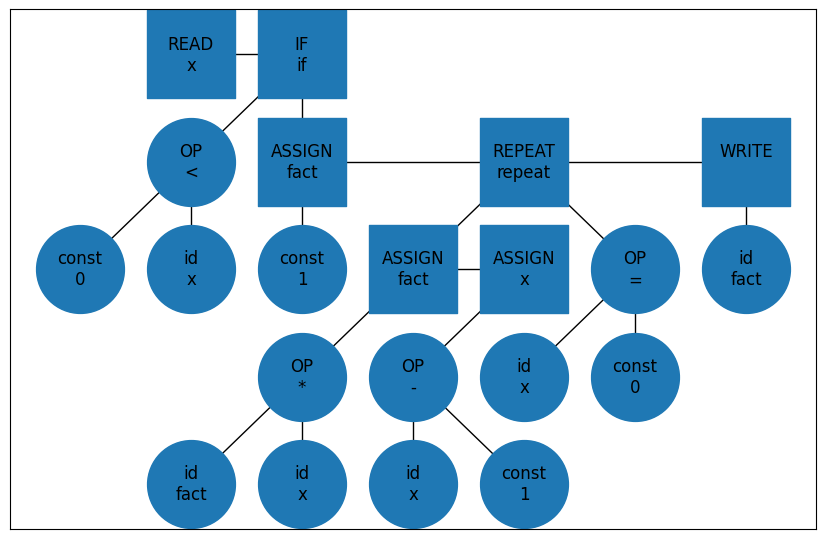 READ
x
IF
if
OP
<
ASSIGN
fact
REPEAT
repeat
WRITE
const
0
id
x
const
1
ASSIGN
fact
ASSIGN
x
OP
=
id
fact
OP
*
OP
-
id
x
const
0
id
fact
id
x
id
x
const
1